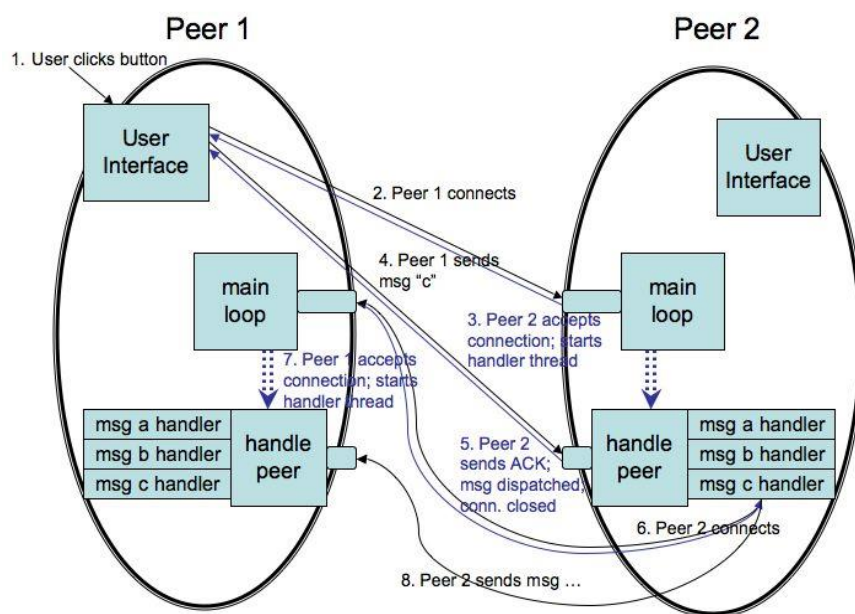 Peer 1
Peer 2
1. User clicks button
User
Interface
User
Interface
2. Peer 1 connects
4. Peer 1 sends
msg "c"
main
loop
main
loop
3. Peer 2 accepts
connection; starts
handler thread
7. Peer 1 accepts
connection; starts
handler thread
msg a handler
msg b handler
msg c handler
handle
peer
5. Peer 2
sends ACK;
msg dispatched,
conn. closed
handle
peer
msg a handler
msg b handler
msg c handler
6. Peer 2 connects
8. Peer 2 sends msg ...